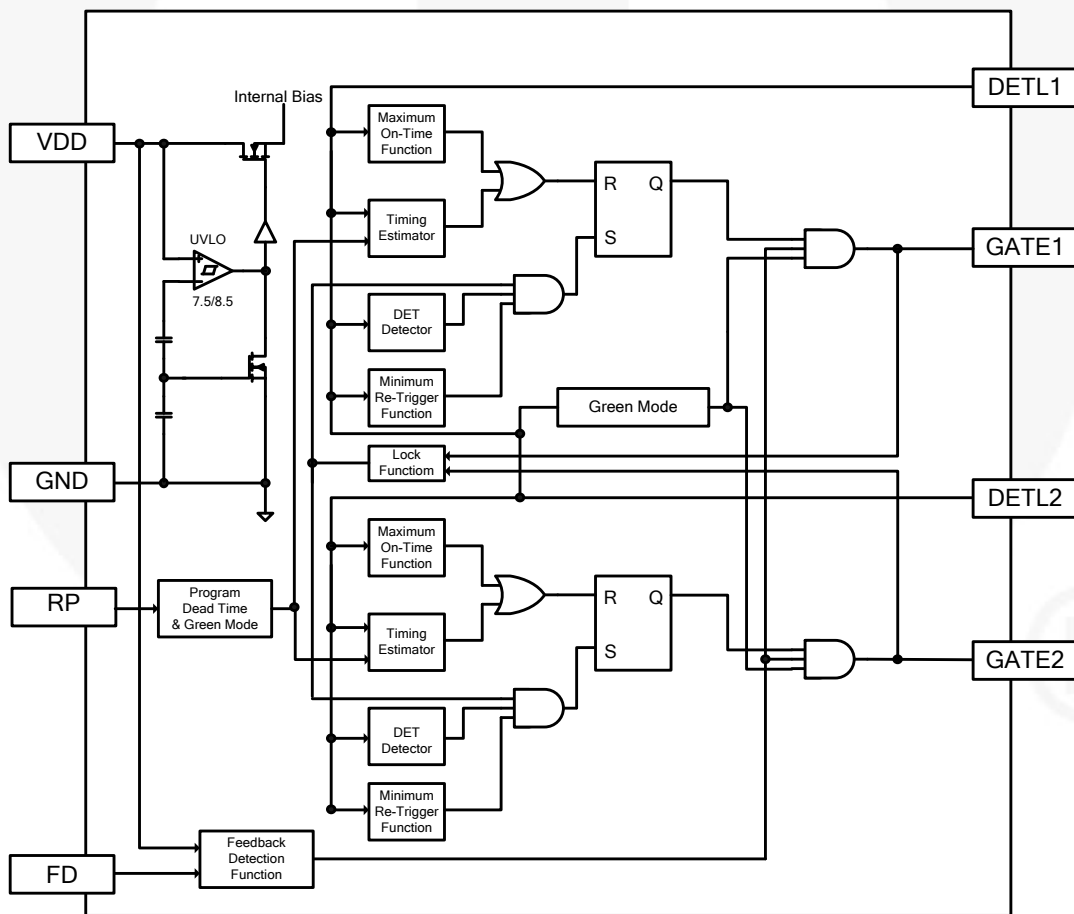 DETL1
Internal Bias
VDD
Maximum
On-Time
Function
R
Q
S
Timing
Estimator
UVLO
+
−
7.5/8.5
GATE1
DET
Detector
Minimum
Re-Trigger
Function
Green Mode
Lock
Functiom
GND
DETL2
Maximum
On-Time
Function
RP
Program
Dead Time
& Green Mode
R
Q
S
Timing
Estimator
GATE2
DET
Detector
Minimum
Re-Trigger
Function
FD
Feedback
Detection
Function